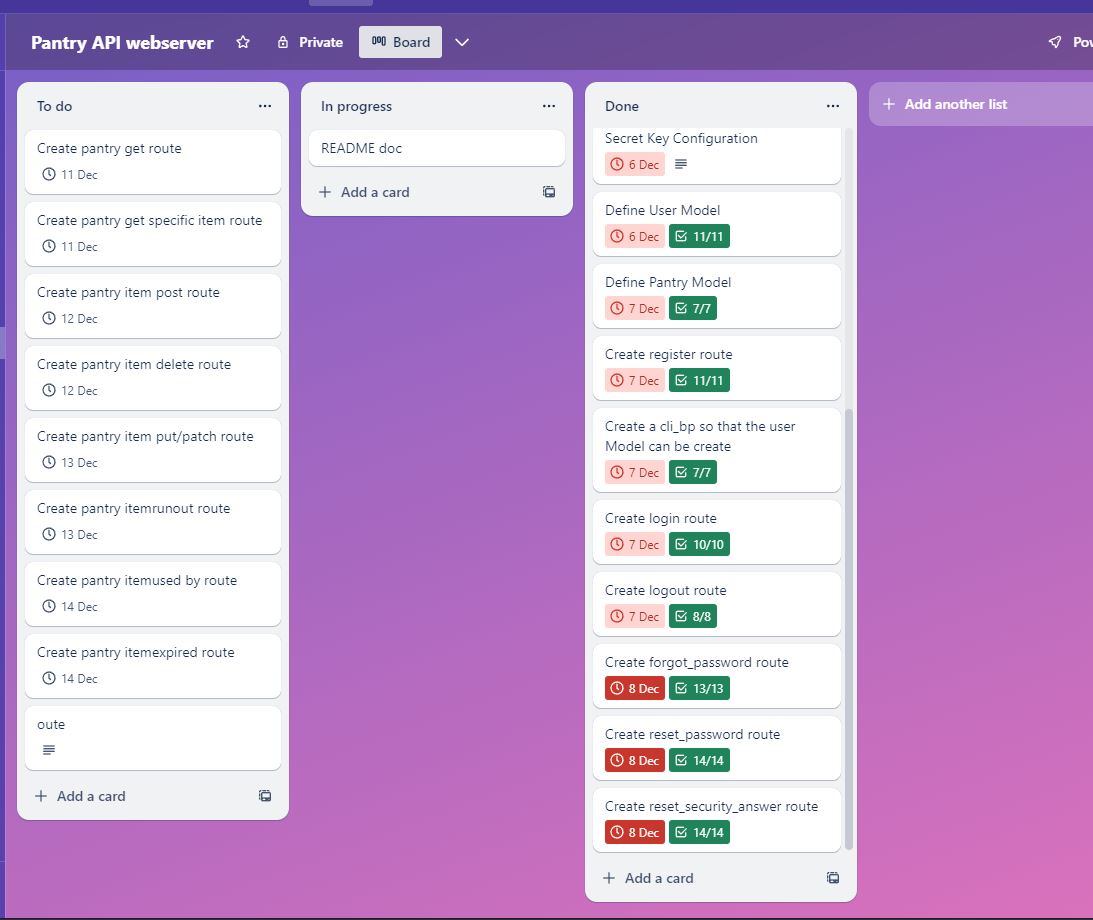 Pantry API webserver
Private
Board
Pow
To do
Create pantry get route
11 Dec
Create pantry get specific item route
11 Dec
Create pantry item post route
12 Dec
Create pantry item delete route
12 Dec
Create pantry item put/patch route
13 Dec
Create pantry itemrunout route
13 Dec
Create pantry itemused by route
14 Dec
Create pantry itemexpired route
14 Dec
oute
+ Add a card
In progress
README doc
+ Add a card
Done
Secret Key Configuration
6 Dec
Define User Model
6 Dec 11/11
Define Pantry Model
7 Dec 7/7
Create register route
7 Dec 11/11
Create a cli_bp so that the user
Model can be create
7 Dec 7/7
Create login route
7 Dec 10/10
Create logout route
7 Dec 8/8
Create forgot_password route
8 Dec 13/13
Create reset_password route
8 Dec 14/14
Create reset_security_answer route
8 Dec 14/14
+ Add a card
+ Add another list